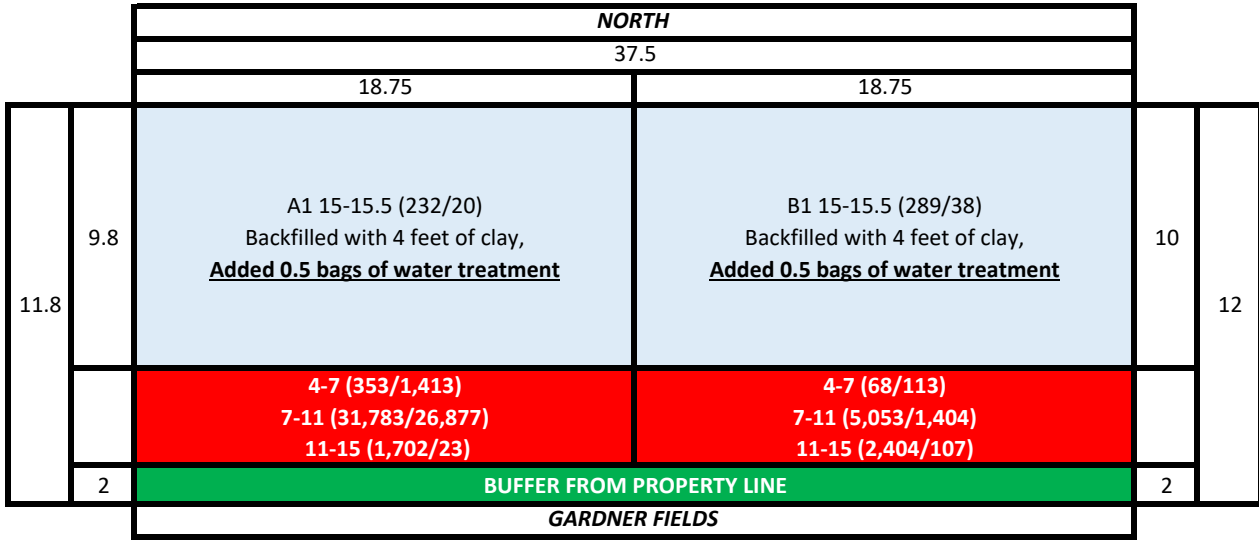 NORTH
37.5
18.75 18.75
11.8 9.8 A1 15-15.5 (232/20) B1 15-15.5 (289/38) 10 12
Backfilled with 4 feet of clay, Backfilled with 4 feet of clay,
Added 0.5 bags of water treatment Added 0.5 bags of water treatment
4-7 (353/1,413) 4-7 (68/113)
7-11 (31,783/26,877) 7-11 (5,053/1,404)
11-15 (1,702/23) 11-15 (2,404/107)
2 BUFFER FROM PROPERTY LINE 2
GARDNER FIELDS